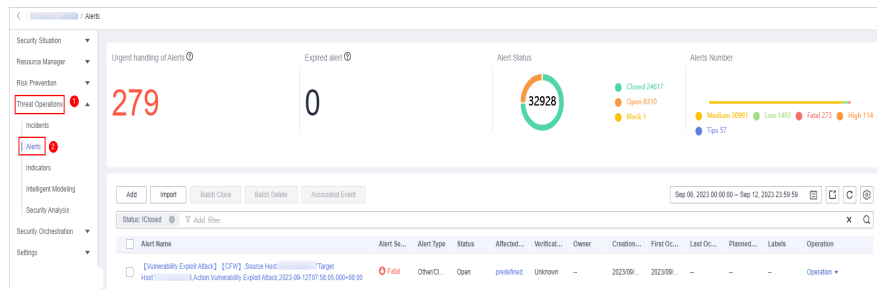 / Alerts
Security Situation
Resource Manager
Risk Prevention
Threat Operations 1
Incidents
Alerts 2
Indicators
Intelligent Modeling
Security Analysis
Security Orchestration
Settings
Urgent handling of Alerts
279
Expired alert
0
Alert Status
32928
Closed 24617
Open 8310
Block 1
Alerts Number
Medium 30991 Low 1493 Fatal 273 High 114
Tips 57
Add Import Batch Close Batch Delete Associated Event
Sep 06, 2023 00:00:00 – Sep 12, 2023 23:59:59
Status: !Closed Add filter
Alert Name Alert Se... Alert Type Status Affected... Verificat... Owner Creation... First Oc... Last Oc... Planned... Labels Operation
【Vulnerability Exploit Attack】【CFW】,Source Host: /Target
Host: ,Action:Vulnerability Exploit Attack,2023-09-12T07:58:05.000+08:00
Fatal Other/Cl... Open predefined Unknown -- 2023/09/... 2023/09/... -- -- -- Operation